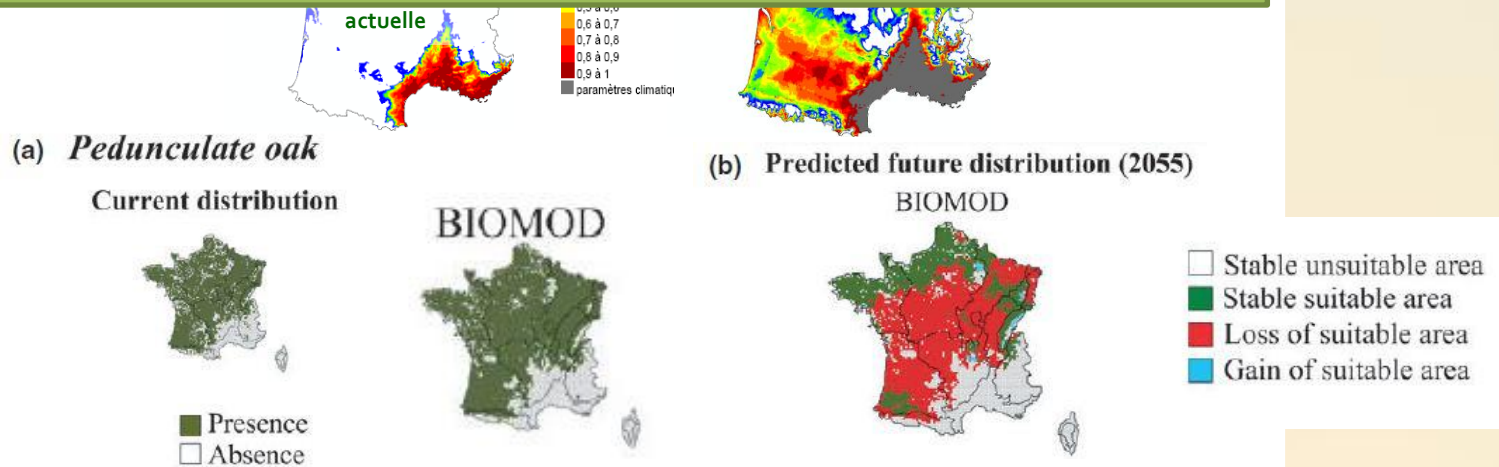 actuelle
0,6 à 0,7
0,7 à 0,8
0,8 à 0,9
0,9 à 1
paramètres climatiqu
(a) Pedunculate oak
Current distribution
BIOMOD
Presence
Absence
(b) Predicted future distribution (2055)
BIOMOD
Stable unsuitable area
Stable suitable area
Loss of suitable area
Gain of suitable area